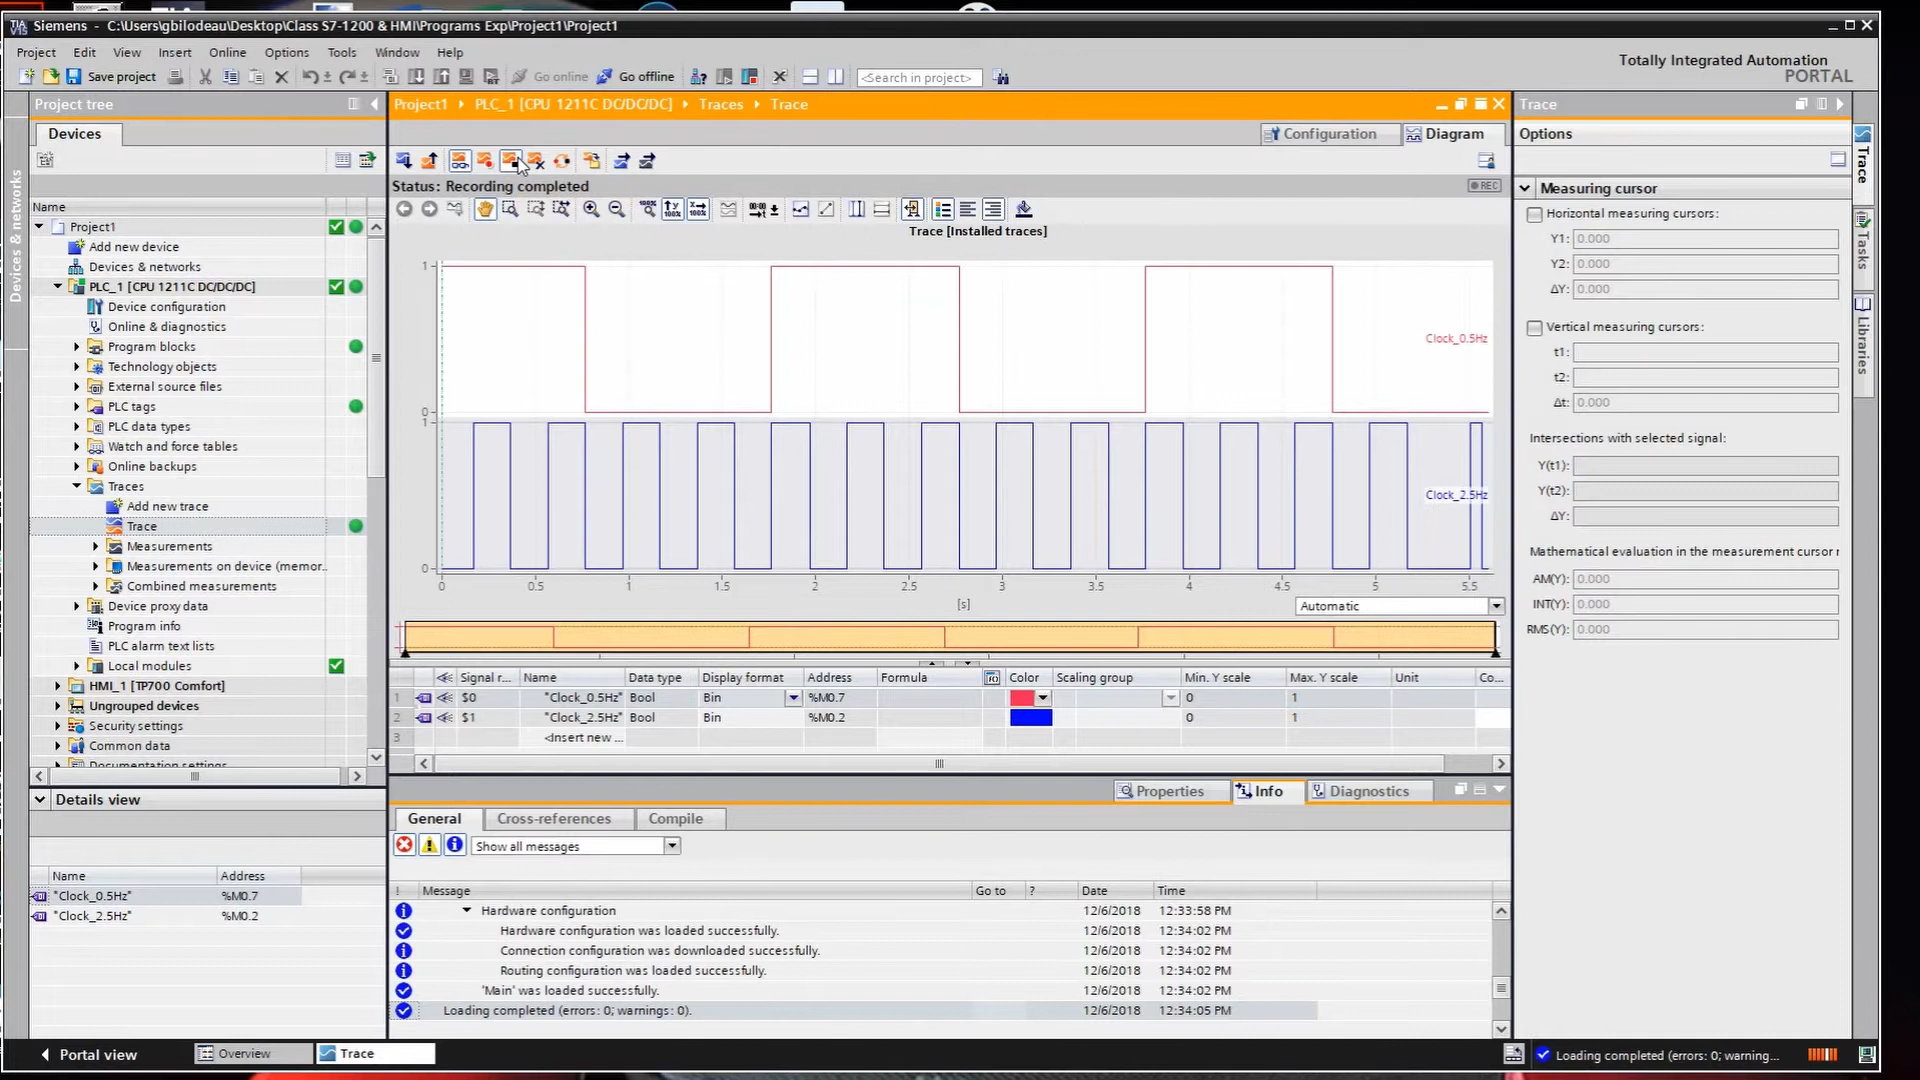 Siemens - C:\Users\gbilodeau\Desktop\Class S7-1200 & HMI\Programs Exp\Project1\Project1
Project Edit View Insert Online Options Tools Window Help
Totally Integrated Automation
PORTAL
Save project
Go online
Go offline
<Search in project>
Project tree
Project1 PLC_1 [CPU 1211C DC/DC/DC] Traces Trace
Trace
Devices
Configuration
Diagram
Options
Devices & networks
Name
Project1
Add new device
Devices & networks
PLC_1 [CPU 1211C DC/DC/DC]
Device configuration
Online & diagnostics
Program blocks
Technology objects
External source files
PLC tags
PLC data types
Watch and force tables
Online backups
Traces
Add new trace
Trace
Measurements
Measurements on device (memor..
Combined measurements
Device proxy data
Program info
PLC alarm text lists
Local modules
HMI_1 [TP700 Comfort]
Ungrouped devices
Security settings
Common data
Documentation settings
Details view
Name Address
"Clock_0.5Hz" %M0.7
"Clock_2.5Hz" %M0.2
Status: Recording completed
REC
Trace [Installed traces]
1
Clock_0.5Hz
0
1
Clock_2.5Hz
0
0 0.5 1 1.5 2 2.5 3 3.5 4 4.5 5 5.5
[s]
Automatic
Signal r... Name Data type Display format Address Formula Color Scaling group Min. Y scale Max. Y scale Unit Co...
1 $0 "Clock_0.5Hz" Bool Bin %M0.7 0 1
2 $1 "Clock_2.5Hz" Bool Bin %M0.2 0 1
3 <Insert new ...
Properties
Info
Diagnostics
General
Cross-references
Compile
Show all messages
! Message Go to ? Date Time
Hardware configuration 12/6/2018 12:33:58 PM
Hardware configuration was loaded successfully. 12/6/2018 12:34:02 PM
Connection configuration was downloaded successfully. 12/6/2018 12:34:02 PM
Routing configuration was loaded successfully. 12/6/2018 12:34:02 PM
'Main' was loaded successfully. 12/6/2018 12:34:02 PM
Loading completed (errors: 0; warnings: 0). 12/6/2018 12:34:05 PM
Measuring cursor
Horizontal measuring cursors:
Y1: 0.000
Y2: 0.000
ΔY: 0.000
Vertical measuring cursors:
t1:
t2:
Δt: 0.000
Intersections with selected signal:
Y(t1):
Y(t2):
ΔY:
Mathematical evaluation in the measurement cursor r
AM(Y): 0.000
INT(Y): 0.000
RMS(Y): 0.000
Trace
Tasks
Libraries
Portal view
Overview
Trace
Loading completed (errors: 0; warning...